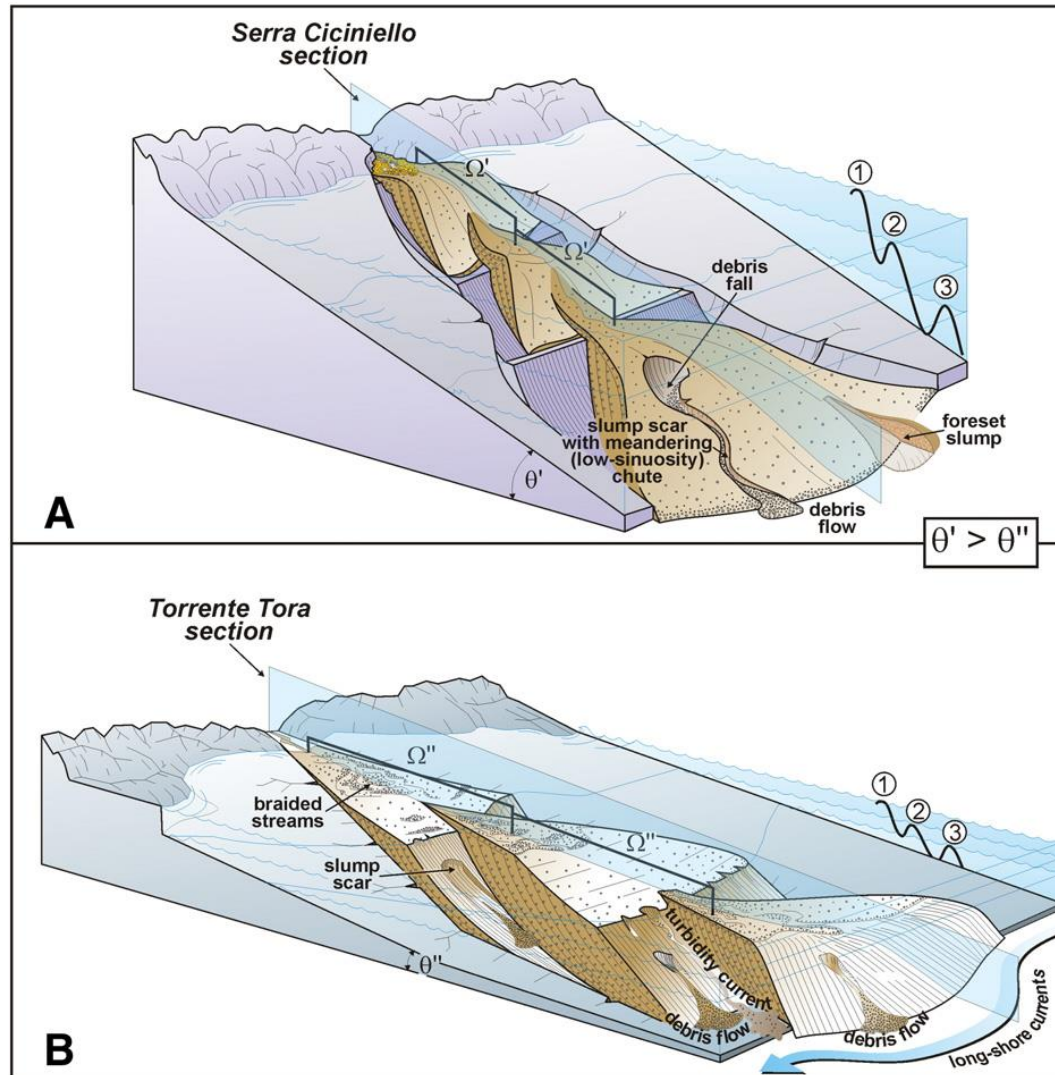 Serra Ciciniello
section
Ω'
Ω'
①
②
③
debris
fall
slump scar
with meandering
(low-sinuosity)
chute
foreset
slump
debris
flow
θ'
A
θ' > θ"
Torrente Tora
section
Ω"
Ω"
①
②
③
braided
streams
slump
scar
θ"
turbidity current
debris flow
debris flow
long-shore currents
B